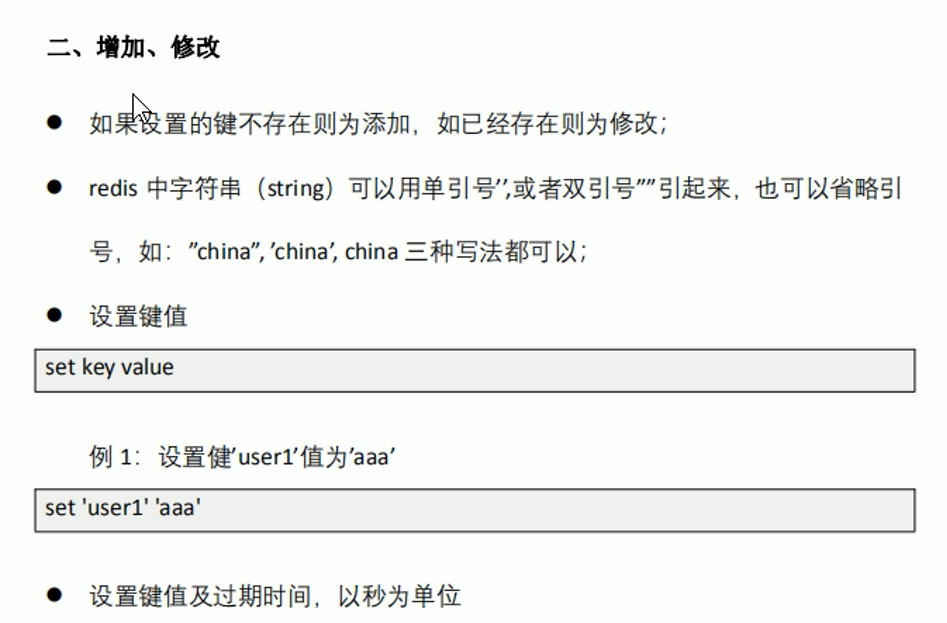 二、增加、修改
● 如果设置的键不存在则为添加，如已经存在则为修改；
● redis 中字符串（string）可以用单引号’’,或者双引号””引起来，也可以省略引
号，如：”china”, ’china’, china 三种写法都可以；
● 设置键值
set key value
例 1：设置健’user1’值为’aaa’
set 'user1' 'aaa'
● 设置键值及过期时间，以秒为单位